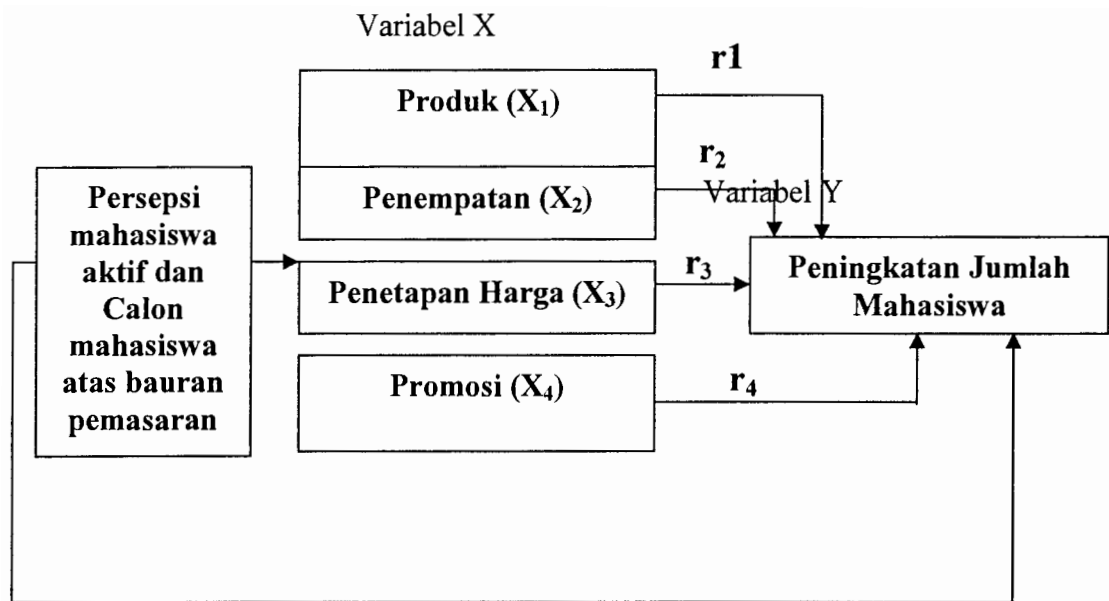 Variabel X
r1
Produk (X₁)
r₂
Penempatan (X₂)
Variabel Y
Persepsi
mahasiswa
aktif dan
Calon
mahasiswa
atas bauran
pemasaran
Penetapan Harga (X₃)
r₃
Peningkatan Jumlah
Mahasiswa
Promosi (X₄)
r₄